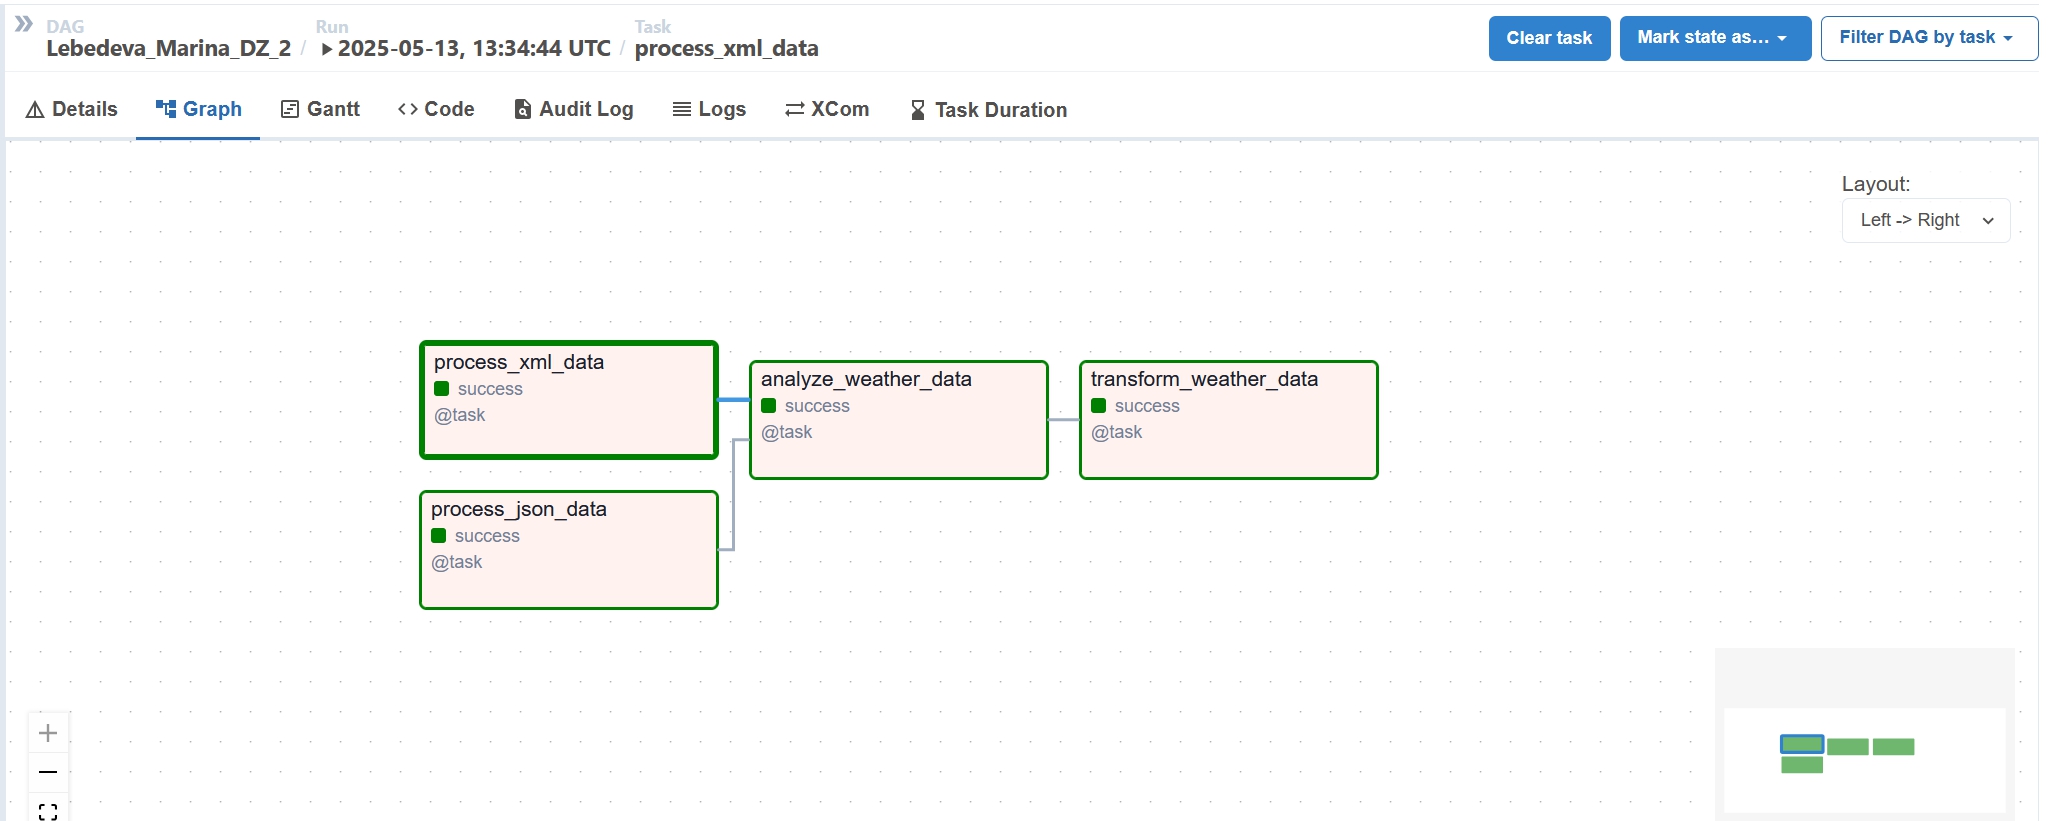 DAG
Lebedeva_Marina_DZ_2 /
Run
2025-05-13, 13:34:44 UTC /
Task
process_xml_data
Clear task
Mark state as...
Filter DAG by task
Details
Graph
Gantt
Code
Audit Log
Logs
XCom
Task Duration
Layout:
Left -> Right
process_xml_data
success
@task
analyze_weather_data
success
@task
transform_weather_data
success
@task
process_json_data
success
@task